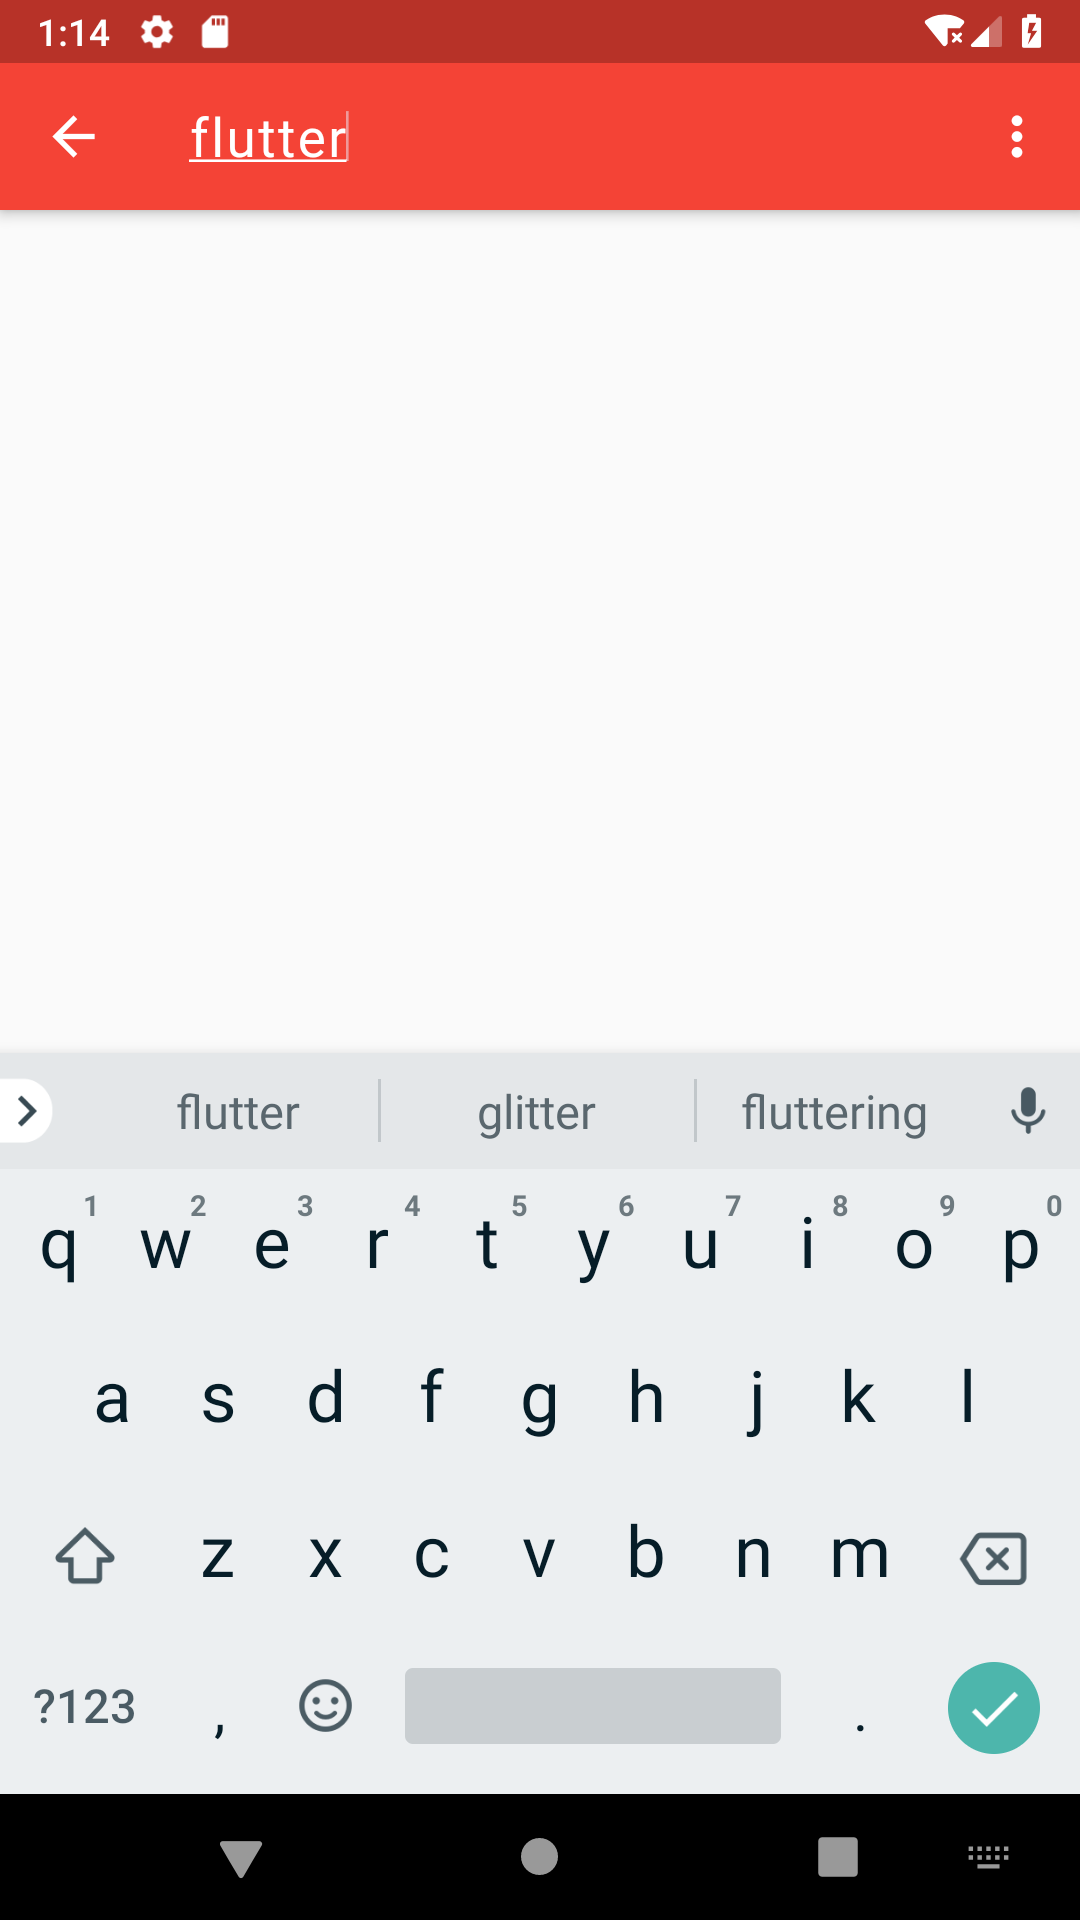 1:14
flutter
flutter glitter fluttering
1 2 3 4 5 6 7 8 9 0
q w e r t y u i o p
a s d f g h j k l
z x c v b n m
?123 , .